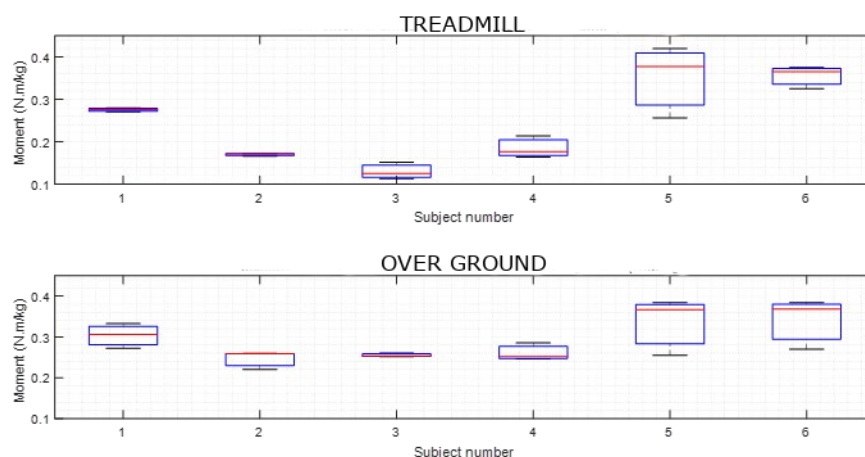 TREADMILL
0.4
0.3
0.2
0.1
Moment (N.m/kg)
1 2 3 4 5 6
Subject number
OVER GROUND
0.4
0.3
0.2
0.1
Moment (N.m/kg)
1 2 3 4 5 6
Subject number